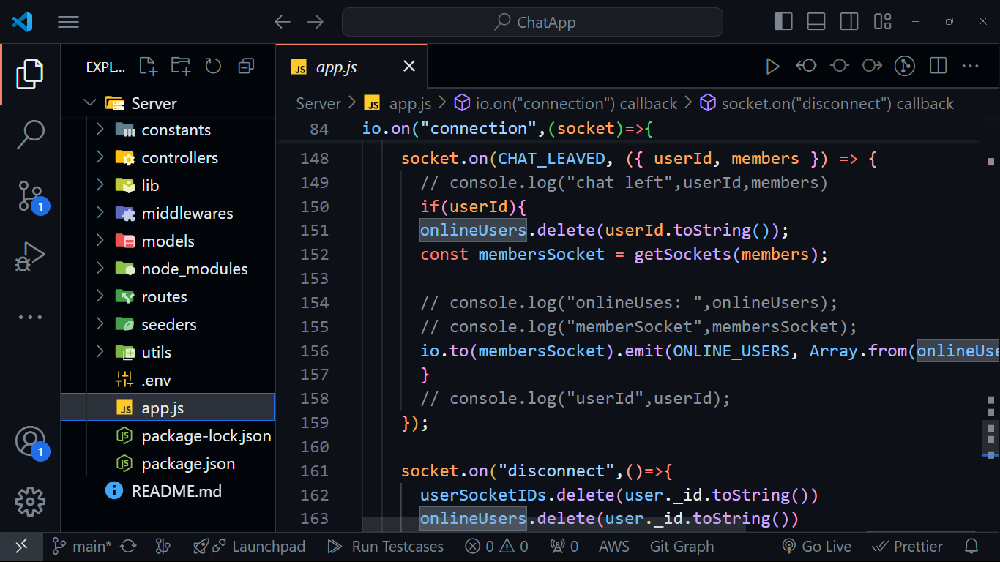 ChatApp
EXPL...
Server
constants
controllers
lib
middlewares
models
node_modules
routes
seeders
utils
.env
JS app.js
package-lock.json
package.json
README.md
1
1
JS app.js
Server > JS app.js > io.on("connection") callback > socket.on("disconnect") callback
84 io.on("connection",(socket)=>{
148 socket.on(CHAT_LEAVED, ({ userId, members }) => {
149 // console.log("chat left",userId,members)
150 if(userId){
151 onlineUsers.delete(userId.toString());
152 const membersSocket = getSockets(members);
153
154 // console.log("onlineUses: ",onlineUsers);
155 // console.log("memberSocket",membersSocket);
156 io.to(membersSocket).emit(ONLINE_USERS, Array.from(onlineUse
157 }
158 // console.log("userId",userId);
159 });
160
161 socket.on("disconnect",()=>{
162 userSocketIDs.delete(user._id.toString())
163 onlineUsers.delete(user._id.toString())
main* Launchpad Run Testcases 0 0 0 AWS Git Graph Go Live Prettier